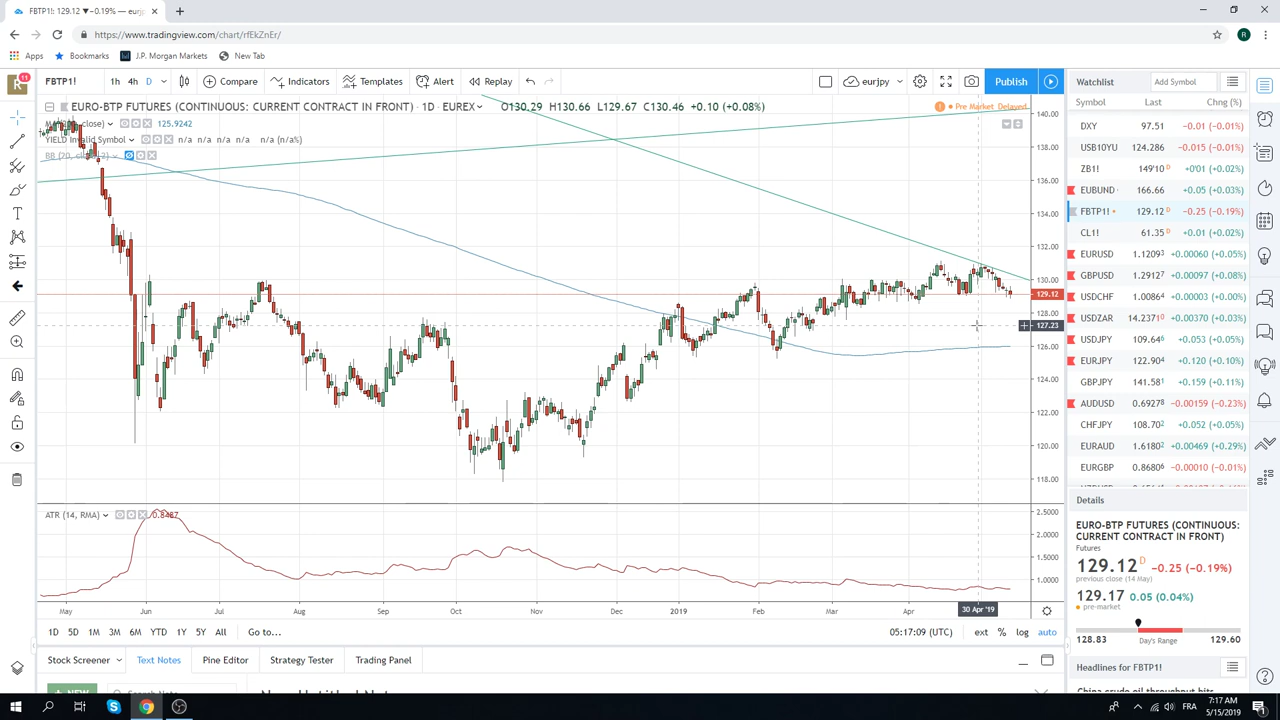 FBTP1!: 129.12 ▼−0.19% — eurj
https://www.tradingview.com/chart/rfEkZnEr/
Apps Bookmarks J.P. Morgan Markets New Tab
R 11 FBTP1! 1h 4h D Compare Indicators Templates Alert Replay eurjpy Publish
Watchlist Add Symbol
EURO-BTP FUTURES (CONTINUOUS: CURRENT CONTRACT IN FRONT) · 1D · EUREX O130.29 H130.66 L129.67 C130.46 +0.10 (+0.08%)
Pre Market Delayed
close) 125.9242
YIELD Invalid Symbol n/a n/a n/a n/a n/a (n/a%)
BB (20, close, 2)
140.00
138.00
136.00
134.00
132.00
130.00
129.12
128.00
127.23
126.00
124.00
122.00
120.00
118.00
ATR (14, RMA) 0.8487
2.5000
2.0000
1.5000
1.0000
May Jun Jul Aug Sep Oct Nov Dec 2019 Feb Mar Apr 30 Apr '19
1D 5D 1M 3M 6M YTD 1Y 5Y All Go to...
05:17:09 (UTC) ext % log auto
Stock Screener Text Notes Pine Editor Strategy Tester Trading Panel
Symbol Last Chng (%)
DXY 97.51 −0.01 (−0.01%)
USB10YU 124.286 −0.015 (−0.01%)
ZB1! 149'10 D +0'01 (+0.02%)
EUBUND 166.66 +0.05 (+0.03%)
FBTP1! 129.12 D −0.25 (−0.19%)
CL1! 61.35 D +0.01 (+0.02%)
EURUSD 1.12093 +0.00060 (+0.05%)
GBPUSD 1.29127 +0.00097 (+0.08%)
USDCHF 1.00864 +0.00003 (+0.00%)
USDZAR 14.2371 +0.00370 (+0.03%)
USDJPY 109.646 +0.053 (+0.05%)
EURJPY 122.904 +0.120 (+0.10%)
GBPJPY 141.581 +0.159 (+0.11%)
AUDUSD 0.69278 −0.00159 (−0.23%)
CHFJPY 108.702 +0.052 (+0.05%)
EURAUD 1.61802 +0.00469 (+0.29%)
EURGBP 0.86806 −0.00010 (−0.01%)
Details
EURO-BTP FUTURES (CONTINUOUS:
CURRENT CONTRACT IN FRONT)
Futures
129.12 D −0.25 (−0.19%)
previous close (14 May)
129.17 0.05 (0.04%)
pre-market
128.83 Day's Range 129.60
Headlines for FBTP1!
China crude oil throughput hits
FRA 7:17 AM
5/15/2019